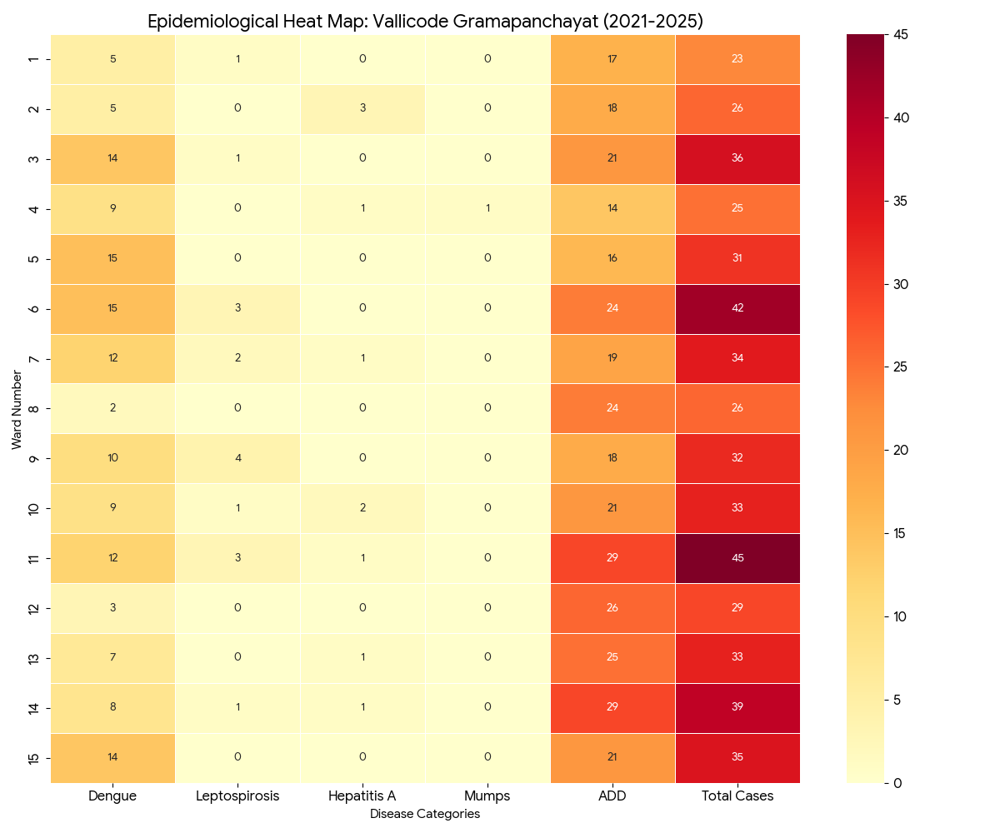 Epidemiological Heat Map: Vallicode Gramapanchayat (2021-2025)
Ward Number
1 5 1 0 0 17 23
2 5 0 3 0 18 26
3 14 1 0 0 21 36
4 9 0 1 1 14 25
5 15 0 0 0 16 31
6 15 3 0 0 24 42
7 12 2 1 0 19 34
8 2 0 0 0 24 26
9 10 4 0 0 18 32
10 9 1 2 0 21 33
11 12 3 1 0 29 45
12 3 0 0 0 26 29
13 7 0 1 0 25 33
14 8 1 1 0 29 39
15 14 0 0 0 21 35
Dengue Leptospirosis Hepatitis A Mumps ADD Total Cases
Disease Categories
45
40
35
30
25
20
15
10
5
0